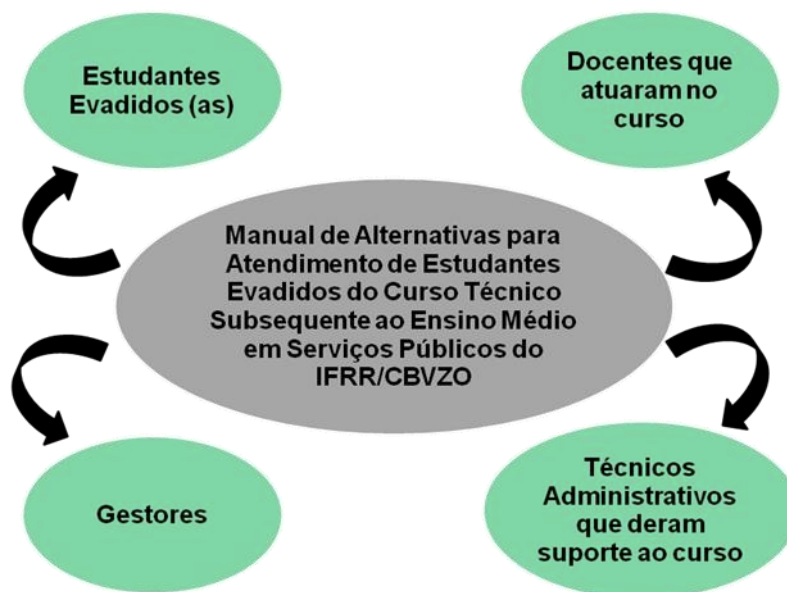 Estudantes
Evadidos (as)
Docentes que
atuaram no
curso
Manual de Alternativas para
Atendimento de Estudantes
Evadidos do Curso Técnico
Subsequente ao Ensino Médio
em Serviços Públicos do
IFRR/CBVZO
Gestores
Técnicos
Administrativos
que deram
suporte ao curso